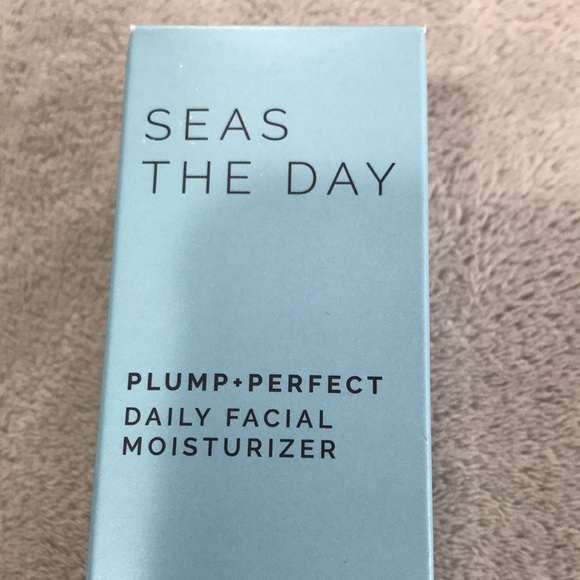 SEAS
THE DAY
PLUMP+PERFECT
DAILY FACIAL
MOISTURIZER